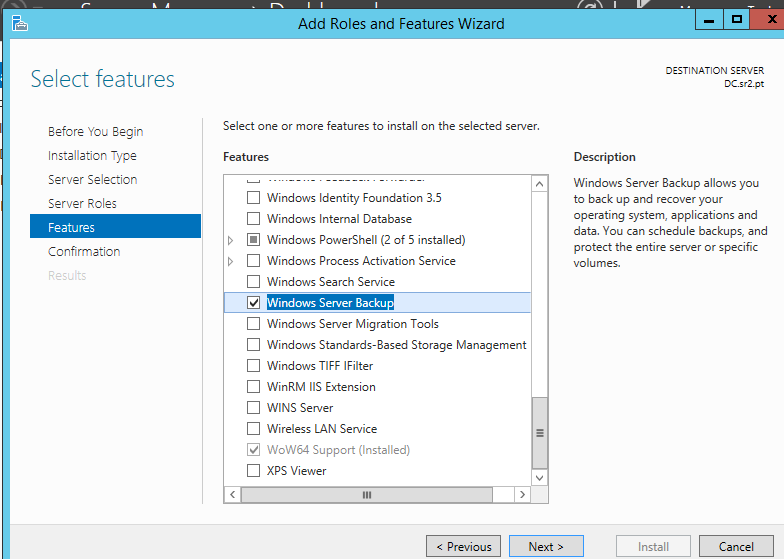 Add Roles and Features Wizard
Select features
DESTINATION SERVER
DC.sr2.pt
Before You Begin
Installation Type
Server Selection
Server Roles
Features
Confirmation
Results
Select one or more features to install on the selected server.
Features
Windows Identity Foundation 3.5
Windows Internal Database
Windows PowerShell (2 of 5 installed)
Windows Process Activation Service
Windows Search Service
Windows Server Backup
Windows Server Migration Tools
Windows Standards-Based Storage Management
Windows TIFF IFilter
WinRM IIS Extension
WINS Server
Wireless LAN Service
WoW64 Support (Installed)
XPS Viewer
Description
Windows Server Backup allows you
to back up and recover your
operating system, applications and
data. You can schedule backups, and
protect the entire server or specific
volumes.
< Previous
Next >
Install
Cancel